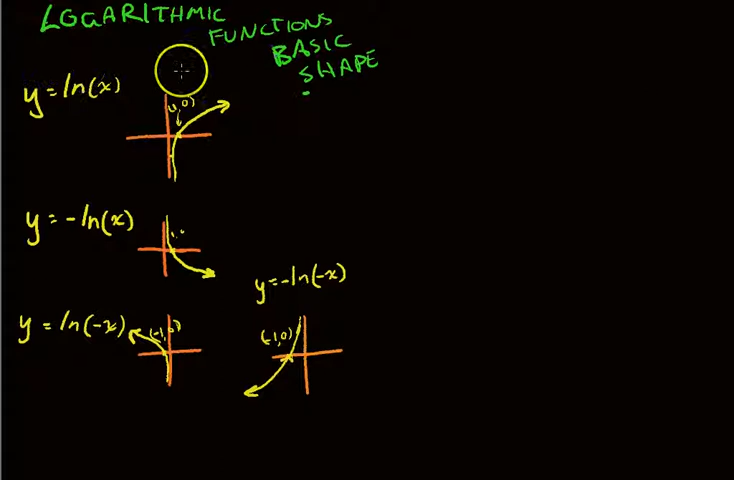 LOGARITHMIC
FUNCTIONS
BASIC
SHAPE
y = ln(x)
(1,0)
y = -ln(x)
y = -ln(-x)
y = ln(-x)
(-1,0)
(-1,0)